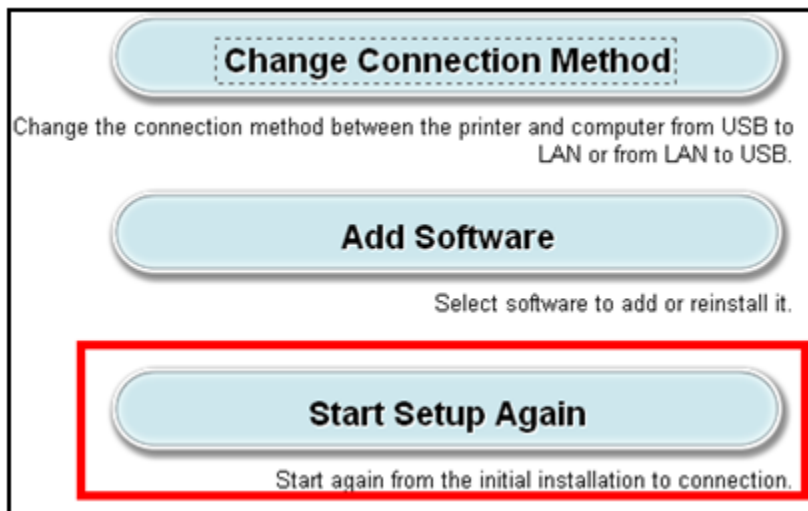 Change Connection Method
Change the connection method between the printer and computer from USB to
LAN or from LAN to USB.
Add Software
Select software to add or reinstall it.
Start Setup Again
Start again from the initial installation to connection.